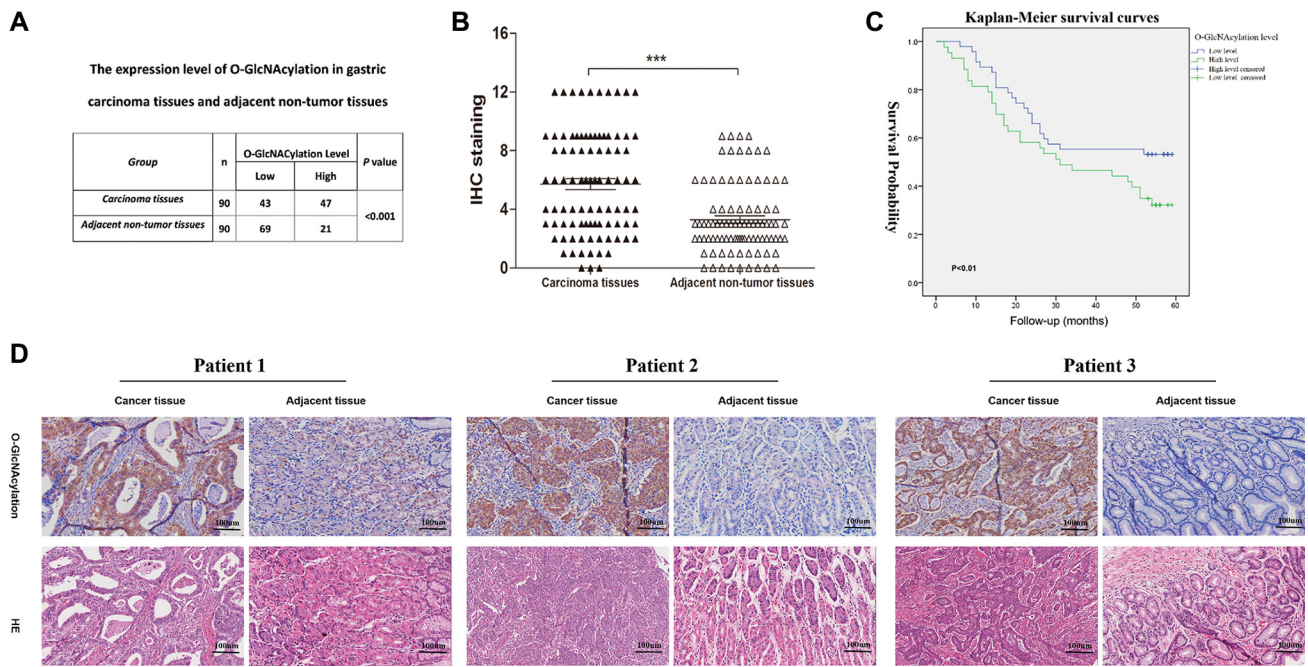 A
The expression level of O-GlcNAcylation in gastric
carcinoma tissues and adjacent non-tumor tissues
Group n O-GlcNACylation Level P value
Low High
Carcinoma tissues 90 43 47 <0.001
Adjacent non-tumor tissues 90 69 21
B
***
IHC staining
16
12
8
4
0
Carcinoma tissues Adjacent non-tumor tissues
C
Kaplan-Meier survival curves
O-GlcNAcylation level
Low level
High level
High level censored
Low level censored
Survival Probability
1.0
0.8
0.6
0.4
0.2
0.0
P<0.01
0 10 20 30 40 50 60
Follow-up (months)
D
Patient 1 Patient 2 Patient 3
Cancer tissue Adjacent tissue Cancer tissue Adjacent tissue Cancer tissue Adjacent tissue
O-GlcNAcylation
100um 100um 100um 100um 100um 100um
HE
100um 100um 100um 100um 100um 100um